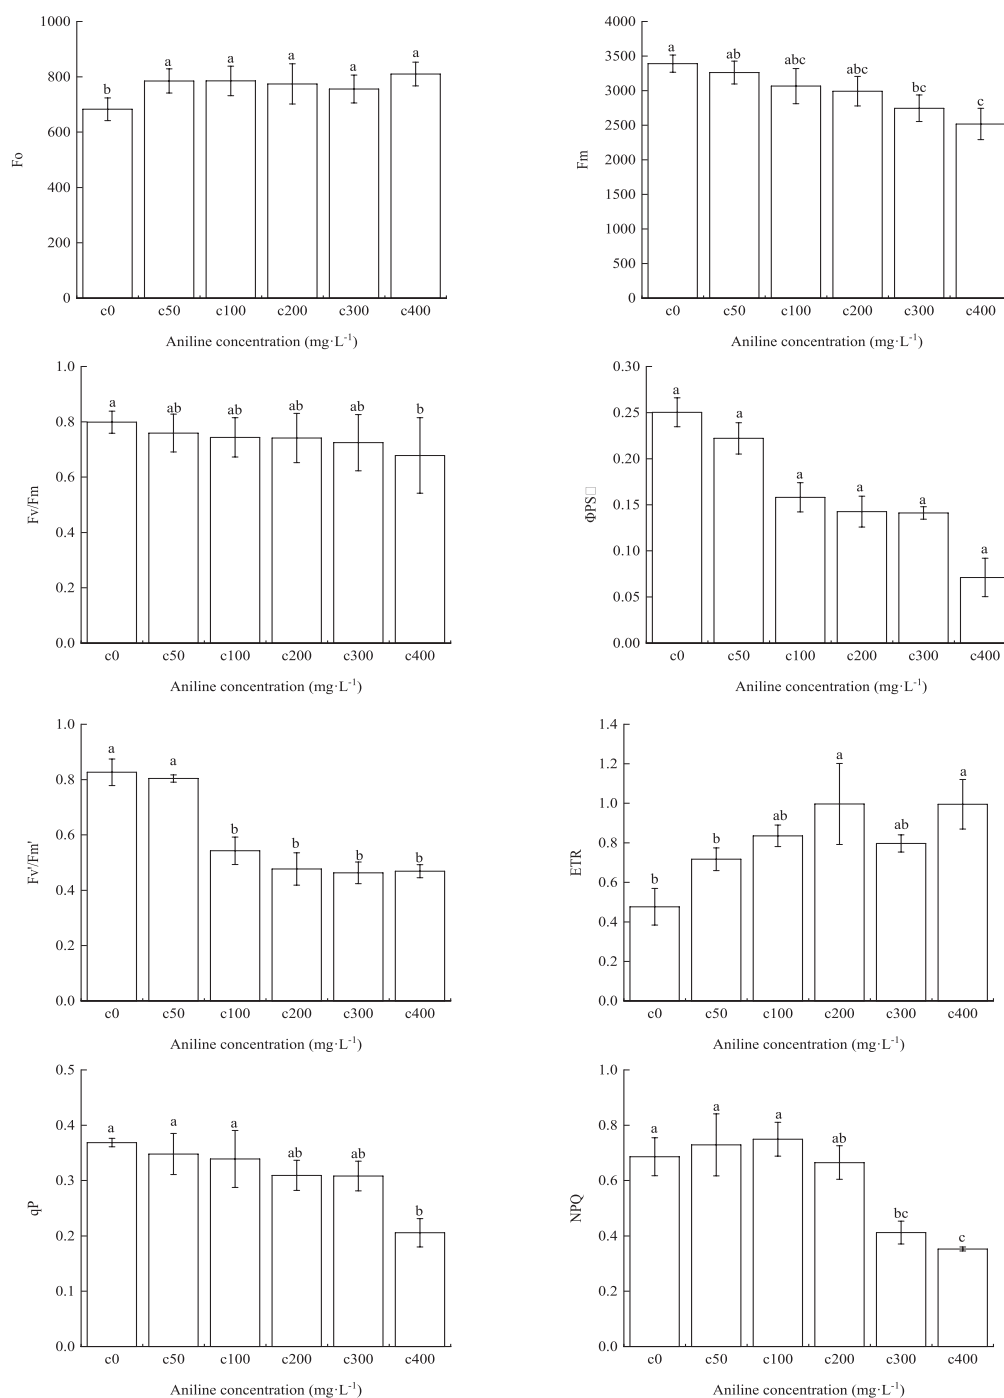 1000
800
600
400
200
0
Fo
b
a
a
a
a
a
c0 c50 c100 c200 c300 c400
Aniline concentration (mg·L-1)
4000
3500
3000
2500
2000
1500
1000
500
0
Fm
a
ab
abc
abc
bc
c
c0 c50 c100 c200 c300 c400
Aniline concentration (mg·L-1)
1.0
0.8
0.6
0.4
0.2
0.0
Fv/Fm
a
ab
ab
ab
ab
b
c0 c50 c100 c200 c300 c400
Aniline concentration (mg·L-1)
0.30
0.25
0.20
0.15
0.10
0.05
0.00
ΦPS□
a
a
a
a
a
a
c0 c50 c100 c200 c300 c400
Aniline concentration (mg·L-1)
1.0
0.8
0.6
0.4
0.2
0.0
Fv'/Fm'
a
a
b
b
b
b
c0 c50 c100 c200 c300 c400
Aniline concentration (mg·L-1)
1.4
1.2
1.0
0.8
0.6
0.4
0.2
0.0
ETR
b
b
ab
a
ab
a
c0 c50 c100 c200 c300 c400
Aniline concentration (mg·L-1)
0.5
0.4
0.3
0.2
0.1
0.0
qP
a
a
a
ab
ab
b
c0 c50 c100 c200 c300 c400
Aniline concentration (mg·L-1)
1.0
0.8
0.6
0.4
0.2
0.0
NPQ
a
a
a
ab
bc
c
c0 c50 c100 c200 c300 c400
Aniline concentration (mg·L-1)